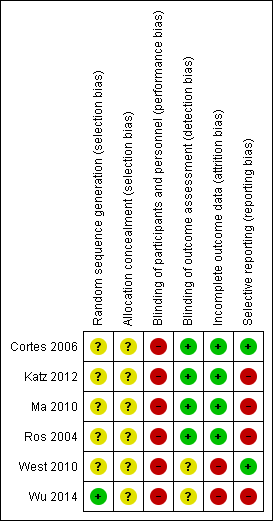 Random sequence generation (selection bias)
Allocation concealment (selection bias)
Blinding of participants and personnel (performance bias)
Blinding of outcome assessment (detection bias)
Incomplete outcome data (attrition bias)
Selective reporting (reporting bias)
Cortes 2006 ? ? - + + +
Katz 2012 ? ? - + + -
Ma 2010 ? ? - + + -
Ros 2004 ? ? - + + -
West 2010 ? ? - ? - +
Wu 2014 + ? - ? - -